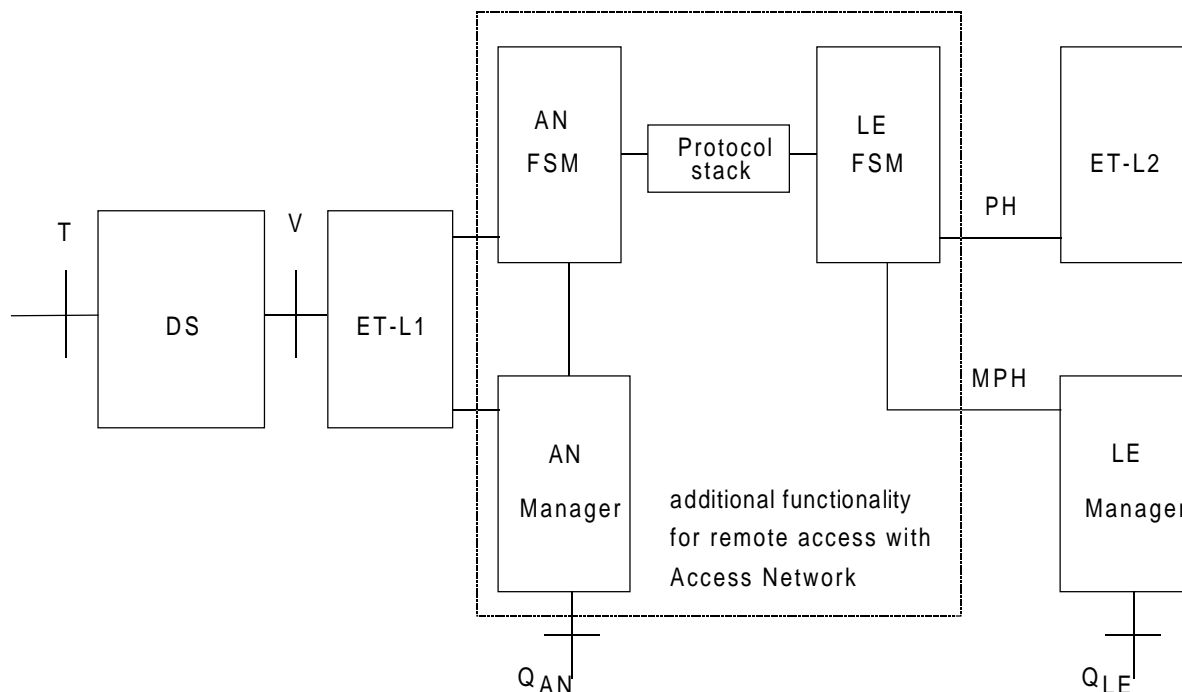 AN
FSM
Protocol
stack
LE
FSM
ET-L2
PH
T
V
DS
ET-L1
MPH
AN
Manager
additional functionality
for remote access with
Access Network
LE
Manager
QAN
QLE